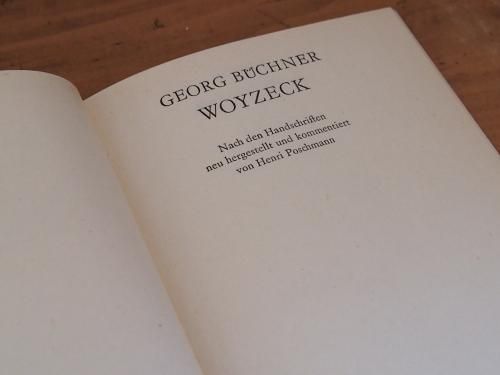 GEORG BÜCHNER
WOYZECK
Nach den Handschriften
neu hergestellt und kommentiert
von Henri Poschmann